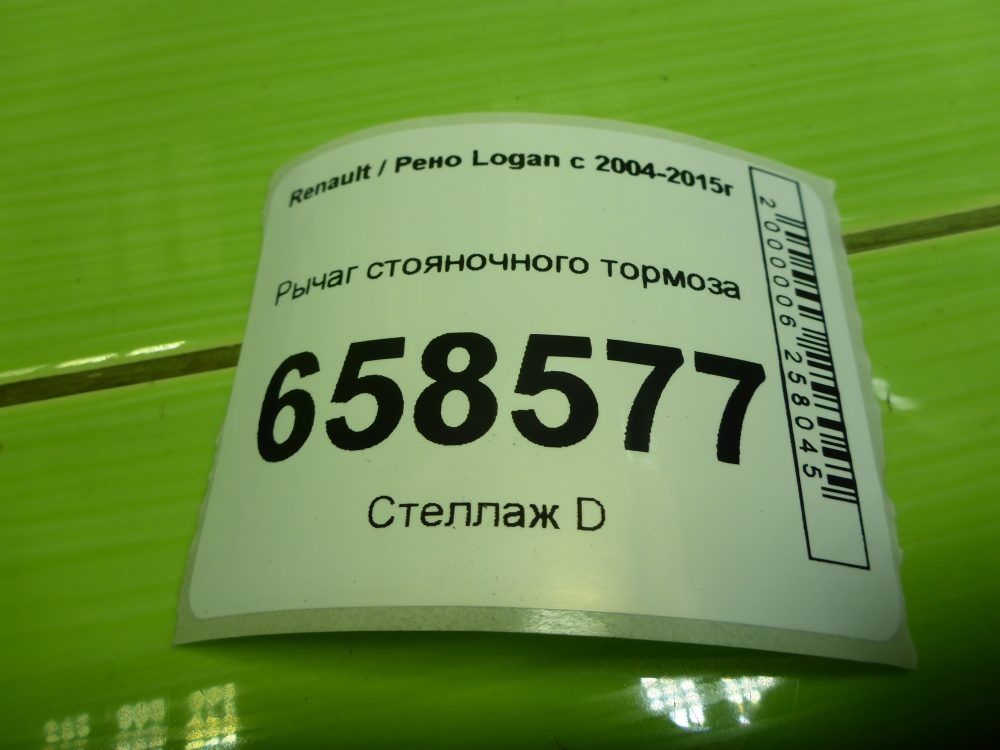 Renault / Рено Logan с 2004-2015г
Рычаг стояночного тормоза
658577
Стеллаж D
2000006258045